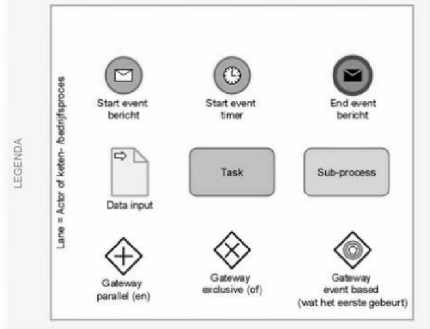 LEGENDA
Lane = Actor of keten- /bedrijfsproces
Start event
bericht
Start event
timer
End event
bericht
Data input
Task
Sub-process
Gateway
parallel (en)
Gateway
exclusive (of)
Gateway
event based
(wat het eerste gebeurt)